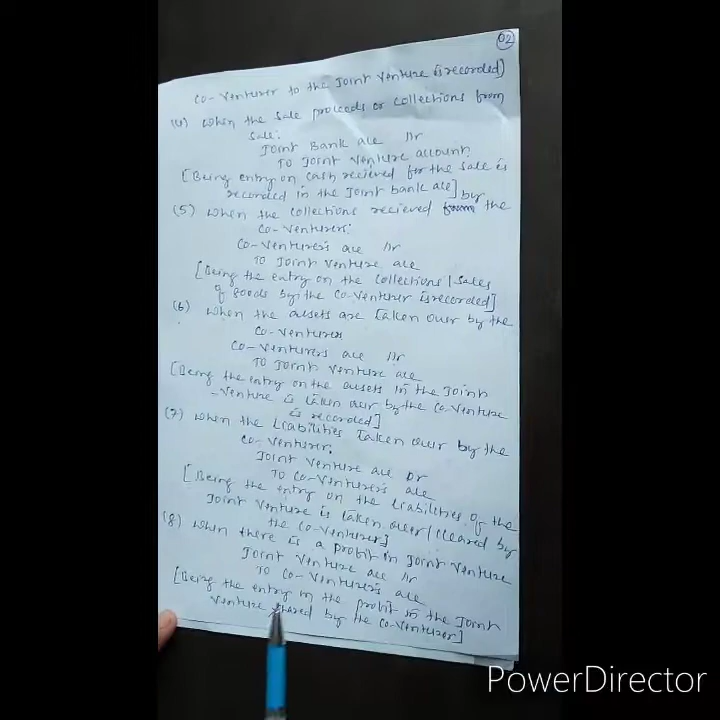 02
Co-Venturer to the Joint Venture is recorded]
(4) When the sale proceeds or collections from
sale:
Joint Bank a/c Dr
To Joint Venture account.
[Being entry on cash recieved for the sale is
recorded in the Joint bank a/c]
(5) When the collections recieved by the
Co-Venturers:
Co-Venturer's a/c Dr
To Joint Venture a/c
[Being the entry on the collections/sales
of goods by the Co-Venturer is recorded]
(6) When the assets are taken over by the
Co-Venturers
Co-Venturers a/c Dr
To Joint Venture a/c
[Being the entry on the assets in the Joint
-Venture is taken over by the Co-Venture
is recorded]
(7) When the Liabilities taken over by the
Co-Venturer:
Joint Venture a/c Dr
To Co-Venturer's a/c
[Being the entry on the Liabilities of the
Joint Venture is taken over/cleared by
the Co-Venturer]
(8) When there is a profit in Joint Venture
Joint Venture a/c Dr
To Co-Venturer's a/c
[Being the entry on the profit in the Joint
Venture shared by the Co-Venturer]
PowerDirector